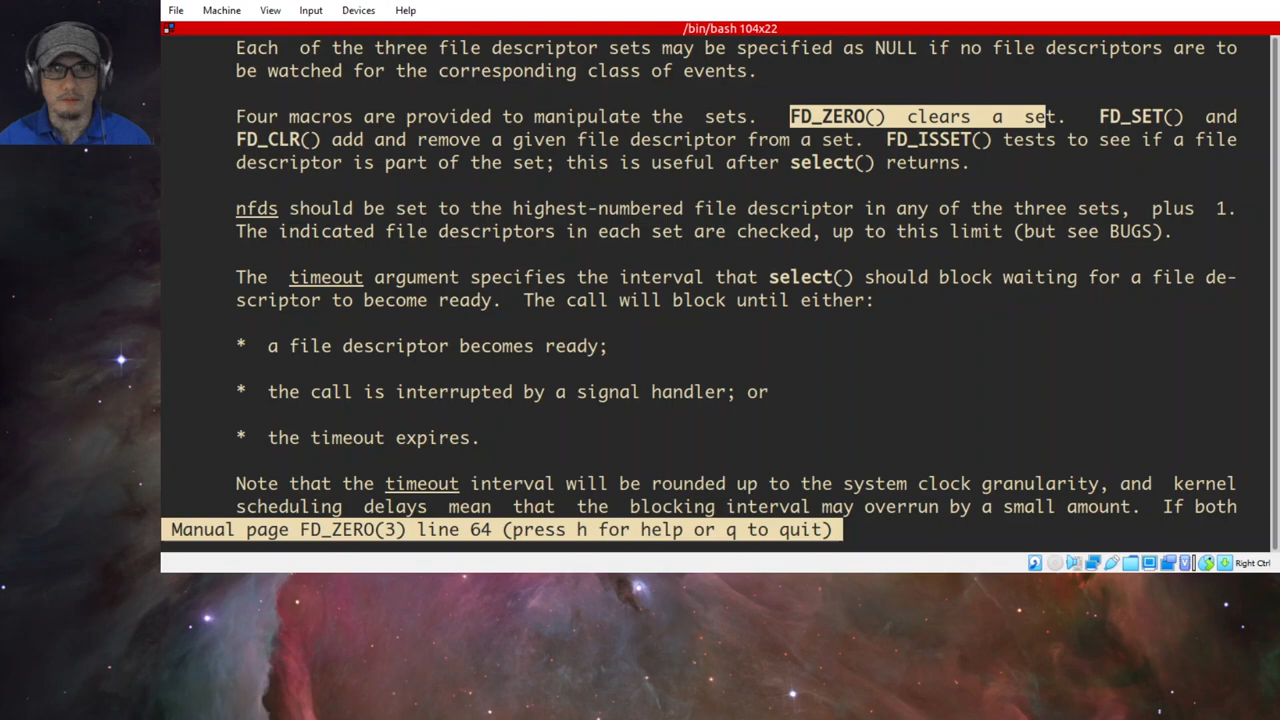 File Machine View Input Devices Help
/bin/bash 104x22
Each of the three file descriptor sets may be specified as NULL if no file descriptors are to
be watched for the corresponding class of events.
Four macros are provided to manipulate the sets. FD_ZERO() clears a set. FD_SET() and
FD_CLR() add and remove a given file descriptor from a set. FD_ISSET() tests to see if a file
descriptor is part of the set; this is useful after select() returns.
nfds should be set to the highest-numbered file descriptor in any of the three sets, plus 1.
The indicated file descriptors in each set are checked, up to this limit (but see BUGS).
The timeout argument specifies the interval that select() should block waiting for a file de-
scriptor to become ready. The call will block until either:
* a file descriptor becomes ready;
* the call is interrupted by a signal handler; or
* the timeout expires.
Note that the timeout interval will be rounded up to the system clock granularity, and kernel
scheduling delays mean that the blocking interval may overrun by a small amount. If both
Manual page FD_ZERO(3) line 64 (press h for help or q to quit)
Right Ctrl